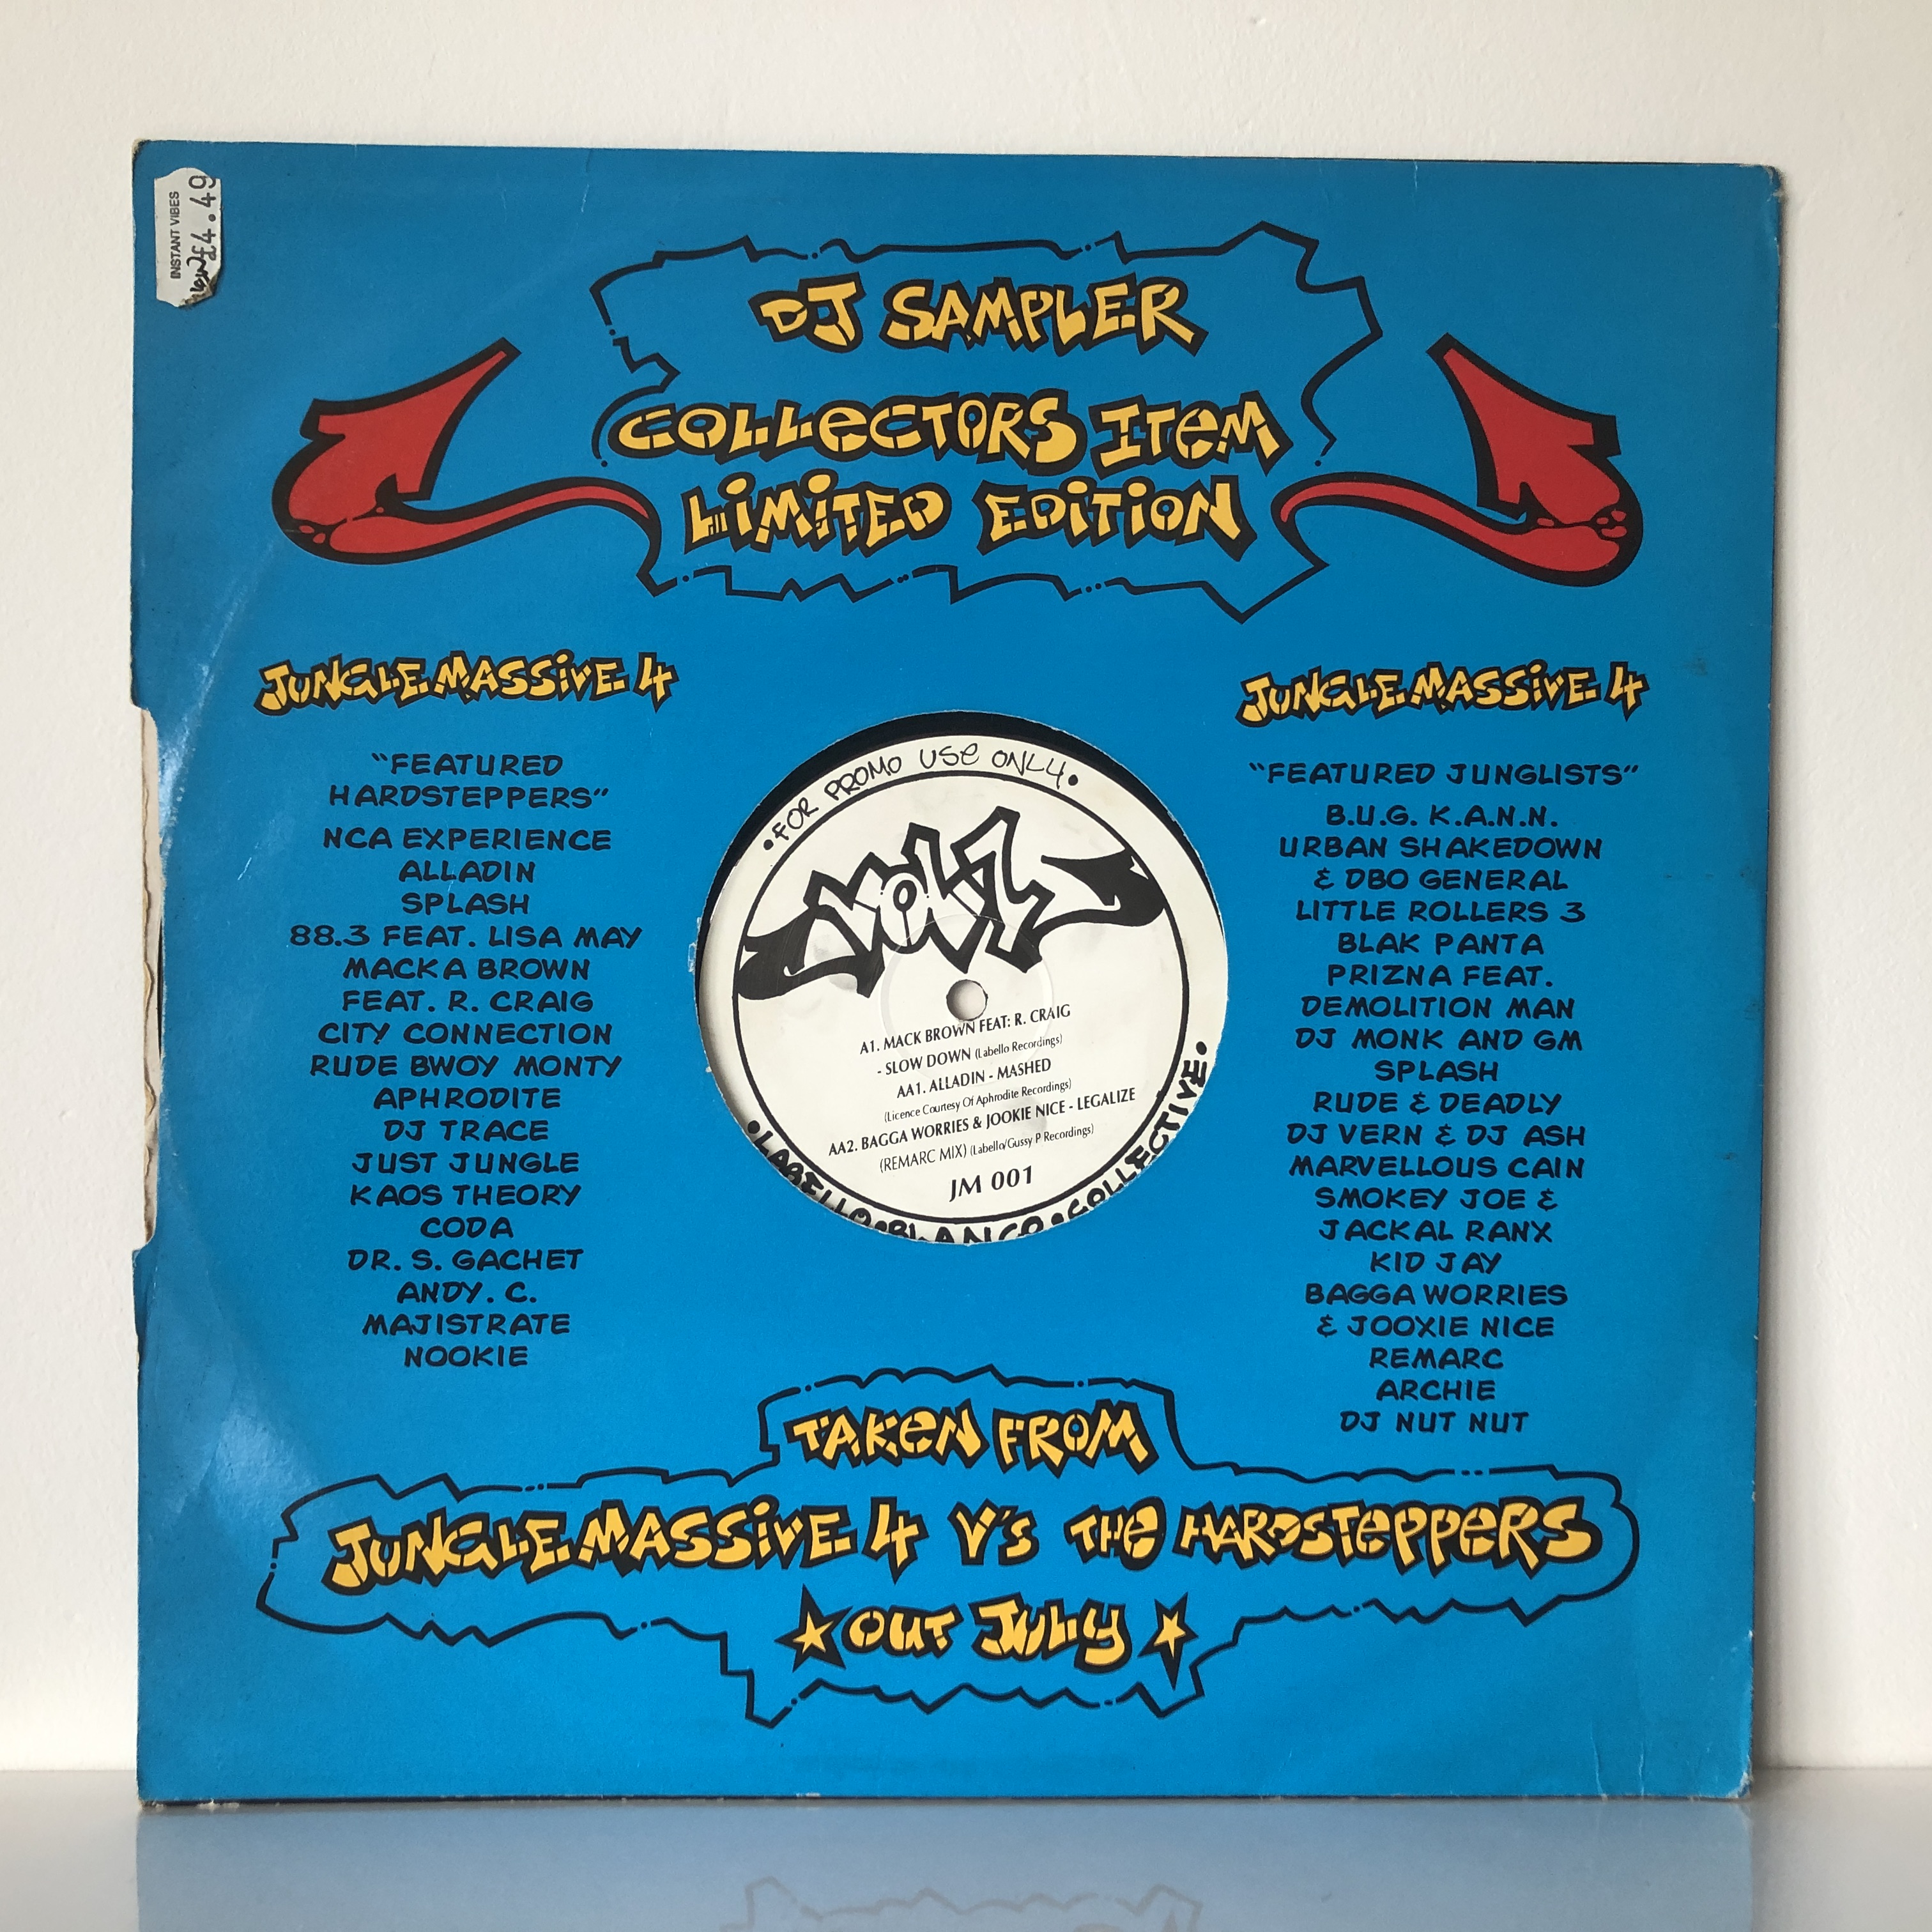 INSTANT VIBES
£4.49
DJ SAMPLER
COLLECTORS ITEM
LIMITED EDITION
JUNGLE MASSIVE 4
"FEATURED
HARDSTEPPERS"
NCA EXPERIENCE
ALLADIN
SPLASH
88.3 FEAT. LISA MAY
MACKA BROWN
FEAT. R. CRAIG
CITY CONNECTION
RUDE BWOY MONTY
APHRODITE
DJ TRACE
JUST JUNGLE
KAOS THEORY
CODA
DR. S. GACHET
ANDY. C.
MAJISTRATE
NOOKIE
•FOR PROMO USE ONLY•
A1. MACK BROWN FEAT: R. CRAIG
- SLOW DOWN (Labello Recordings)
AA1. ALLADIN - MASHED
(Licence Courtesy Of Aphrodite Recordings)
AA2. BAGGA WORRIES & JOOKIE NICE - LEGALIZE
(REMARC MIX) (Labello/Gussy P Recordings)
JM 001
•LABELLO•BLANCO•COLLECTIVE•
JUNGLE MASSIVE 4
"FEATURED JUNGLISTS"
B.U.G. K.A.N.N.
URBAN SHAKEDOWN
& DBO GENERAL
LITTLE ROLLERS 3
BLAK PANTA
PRIZNA FEAT.
DEMOLITION MAN
DJ MONK AND GM
SPLASH
RUDE & DEADLY
DJ VERN & DJ ASH
MARVELLOUS CAIN
SMOKEY JOE &
JACKAL RANX
KID JAY
BAGGA WORRIES
& JOOXIE NICE
REMARC
ARCHIE
DJ NUT NUT
TAKEN FROM
JUNGLE MASSIVE 4 V's THE HARDSTEPPERS
OUT JULY